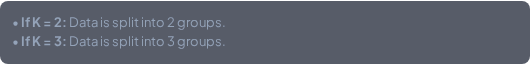 • If K = 2: Data is split into 2 groups.
• If K = 3: Data is split into 3 groups.